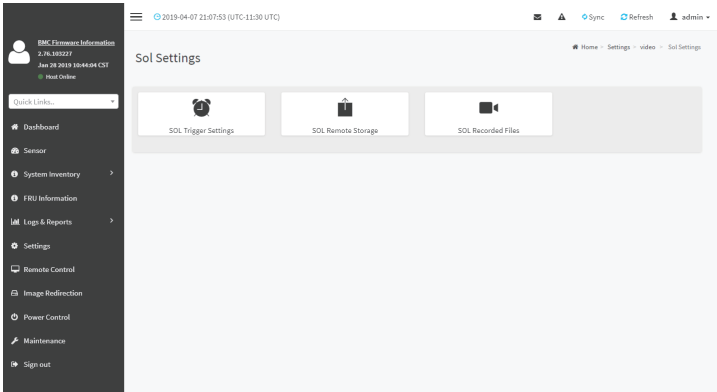 2019-04-07 21:07:53 (UTC-11:30 UTC)
Sync
Refresh
admin
BMC Firmware Information
2.76.103227
Jan 28 2019 10:44:04 CST
Host Online
Quick Links..
Dashboard
Sensor
System Inventory
FRU Information
Logs & Reports
Settings
Remote Control
Image Redirection
Power Control
Maintenance
Sign out
Sol Settings
Home > Settings > video > Sol Settings
SOL Trigger Settings
SOL Remote Storage
SOL Recorded Files